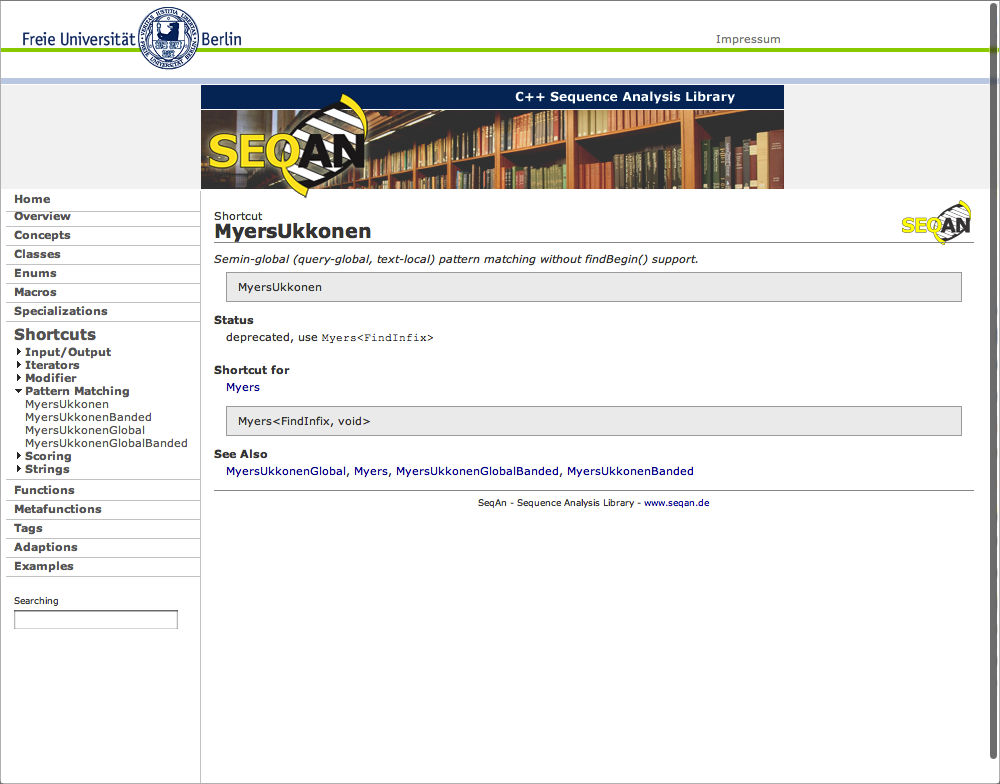 Freie Universität Berlin
Impressum
C++ Sequence Analysis Library
SEQAN
Home
Overview
Concepts
Classes
Enums
Macros
Specializations
Shortcuts
Input/Output
Iterators
Modifier
Pattern Matching
MyersUkkonen
MyersUkkonenBanded
MyersUkkonenGlobal
MyersUkkonenGlobalBanded
Scoring
Strings
Functions
Metafunctions
Tags
Adaptions
Examples
Searching
Shortcut
MyersUkkonen
SEQAN
Semin-global (query-global, text-local) pattern matching without findBegin() support.
MyersUkkonen
Status
deprecated, use Myers<FindInfix>
Shortcut for
Myers
Myers<FindInfix, void>
See Also
MyersUkkonenGlobal, Myers, MyersUkkonenGlobalBanded, MyersUkkonenBanded
SeqAn - Sequence Analysis Library - www.seqan.de